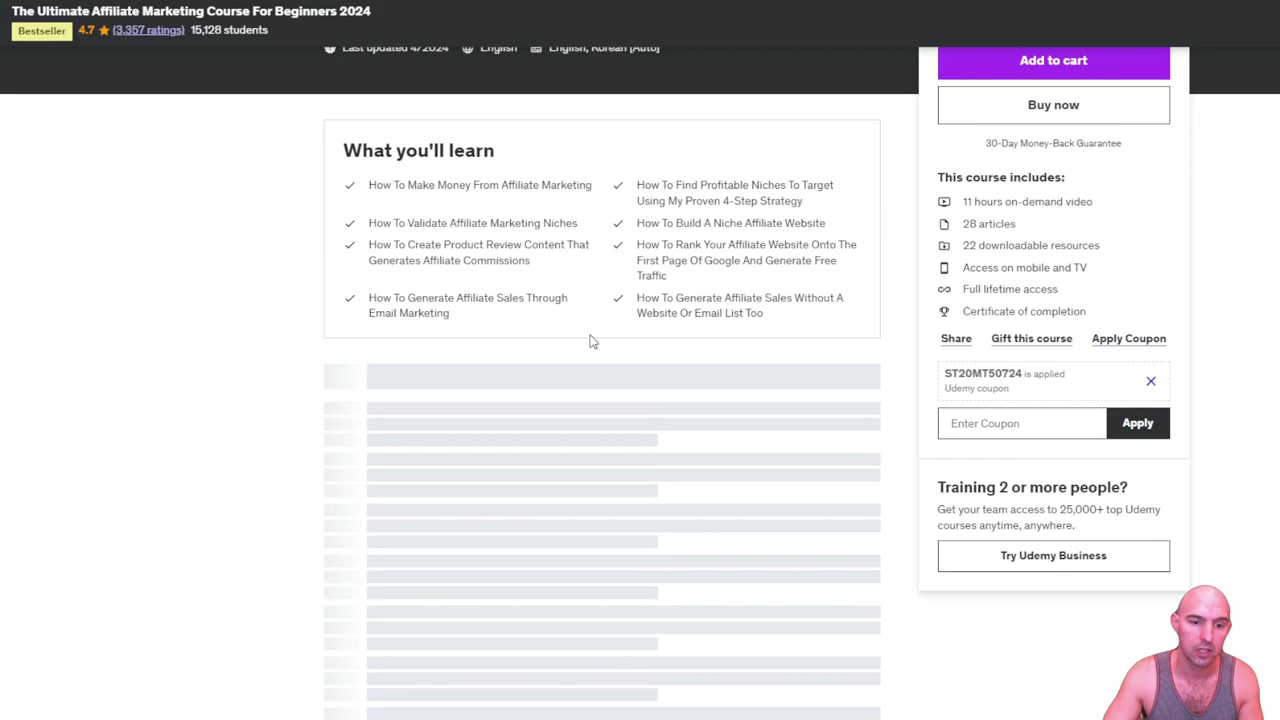 The Ultimate Affiliate Marketing Course For Beginners 2024
Bestseller 4.7 (3,357 ratings) 15,128 students
Last updated 4/2024 English English, Korean [Auto]
What you'll learn
How To Make Money From Affiliate Marketing
How To Find Profitable Niches To Target
Using My Proven 4-Step Strategy
How To Validate Affiliate Marketing Niches
How To Build A Niche Affiliate Website
How To Create Product Review Content That
Generates Affiliate Commissions
How To Rank Your Affiliate Website Onto The
First Page Of Google And Generate Free
Traffic
How To Generate Affiliate Sales Through
Email Marketing
How To Generate Affiliate Sales Without A
Website Or Email List Too
Add to cart
Buy now
30-Day Money-Back Guarantee
This course includes:
11 hours on-demand video
28 articles
22 downloadable resources
Access on mobile and TV
Full lifetime access
Certificate of completion
Share Gift this course Apply Coupon
ST20MT50724 is applied
Udemy coupon
Enter Coupon Apply
Training 2 or more people?
Get your team access to 25,000+ top Udemy
courses anytime, anywhere.
Try Udemy Business